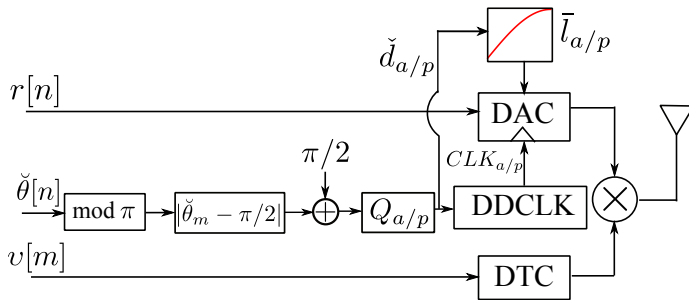 ď_{a/p}
l̄_{a/p}
r[n]
DAC
π/2
CLK_{a/p}
θ̆[n]
mod π
|θ̆_m − π/2|
Q_{a/p}
DDCLK
υ[m]
DTC